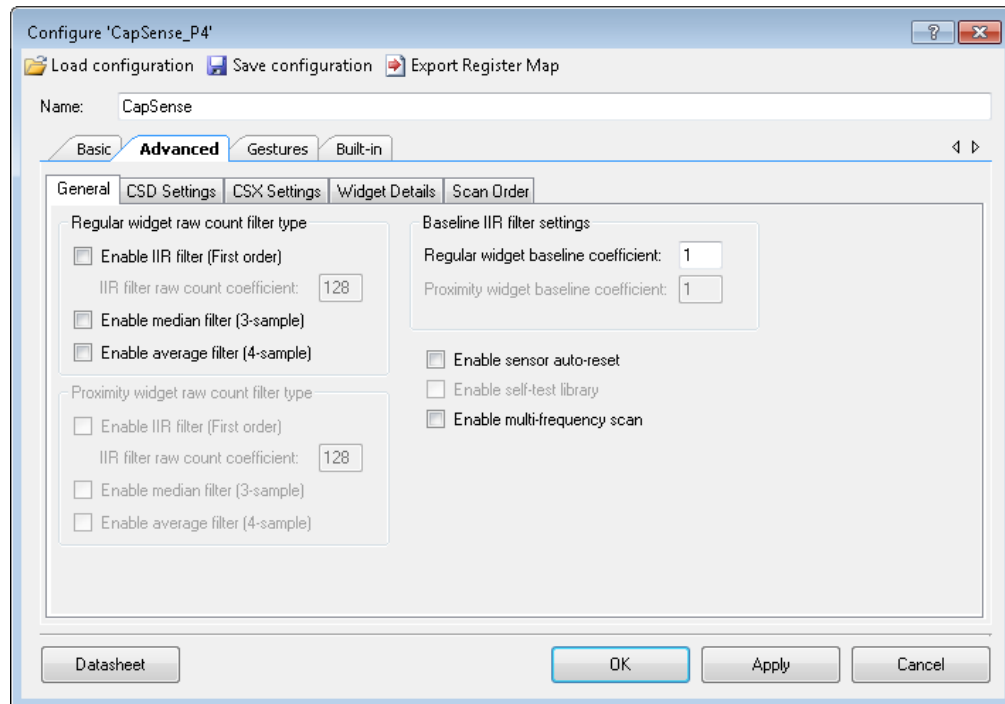 Configure 'CapSense_P4'
Load configuration Save configuration Export Register Map
Name: CapSense
Basic Advanced Gestures Built-in
General CSD Settings CSX Settings Widget Details Scan Order
Regular widget raw count filter type
Enable IIR filter (First order)
IIR filter raw count coefficient: 128
Enable median filter (3-sample)
Enable average filter (4-sample)
Proximity widget raw count filter type
Enable IIR filter (First order)
IIR filter raw count coefficient: 128
Enable median filter (3-sample)
Enable average filter (4-sample)
Baseline IIR filter settings
Regular widget baseline coefficient: 1
Proximity widget baseline coefficient: 1
Enable sensor auto-reset
Enable self-test library
Enable multi-frequency scan
Datasheet OK Apply Cancel